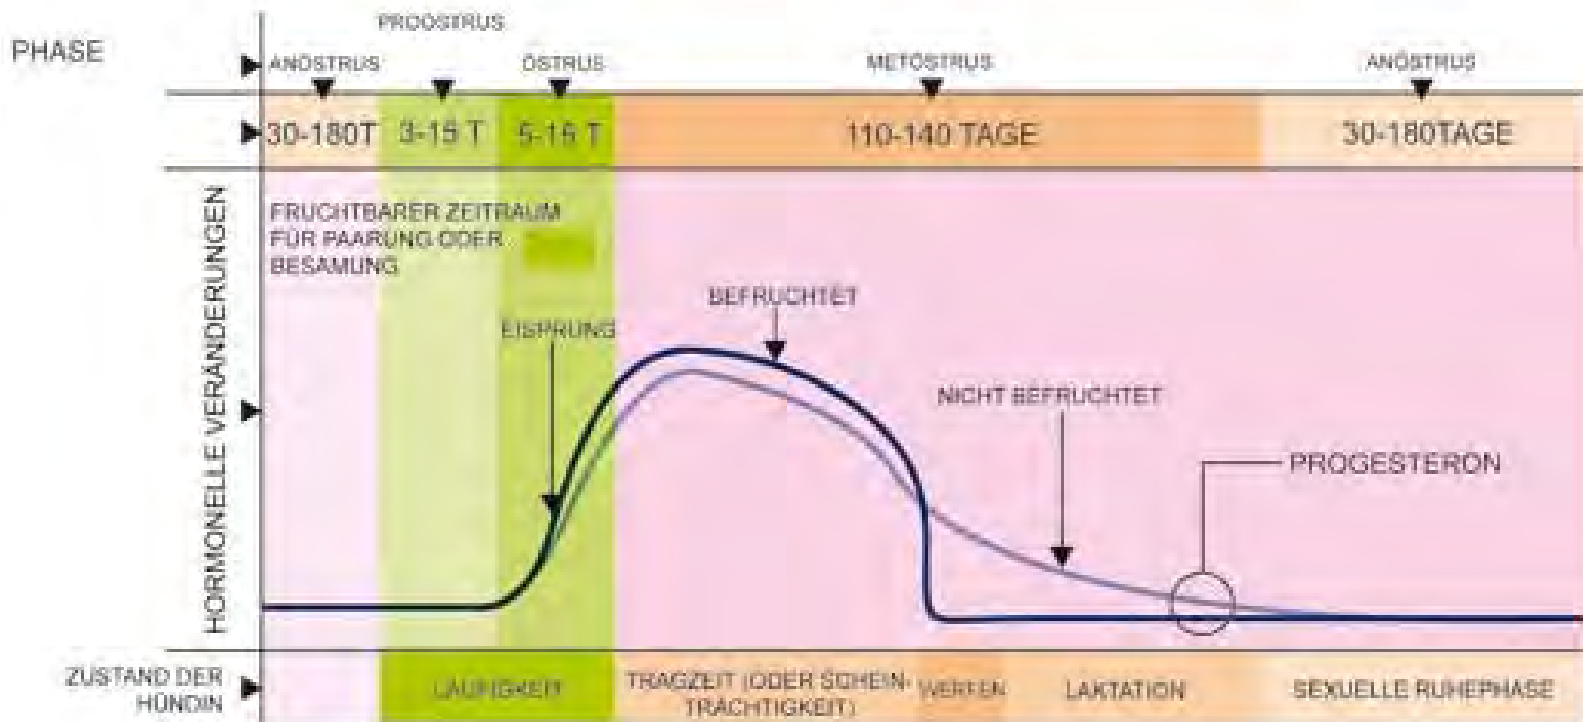 PROÖSTRUS
PHASE
ANÖSTRUS
ÖSTRUS
METÖSTRUS
ANÖSTRUS
30-180T
3-15 T
5-15 T
110-140 TAGE
30-180TAGE
HORMONELLE VERÄNDERUNGEN
FRUCHTBARER ZEITRAUM
FÜR PAARUNG ODER
BESAMUNG
BEFRUCHTET
EISPRUNG
NICHT BEFRUCHTET
PROGESTERON
ZUSTAND DER
HÜNDIN
LÄUFIGKEIT
TRAGZEIT (ODER SCHEIN-
TRÄCHTIGKEIT)
WERFEN
LAKTATION
SEXUELLE RUHEPHASE